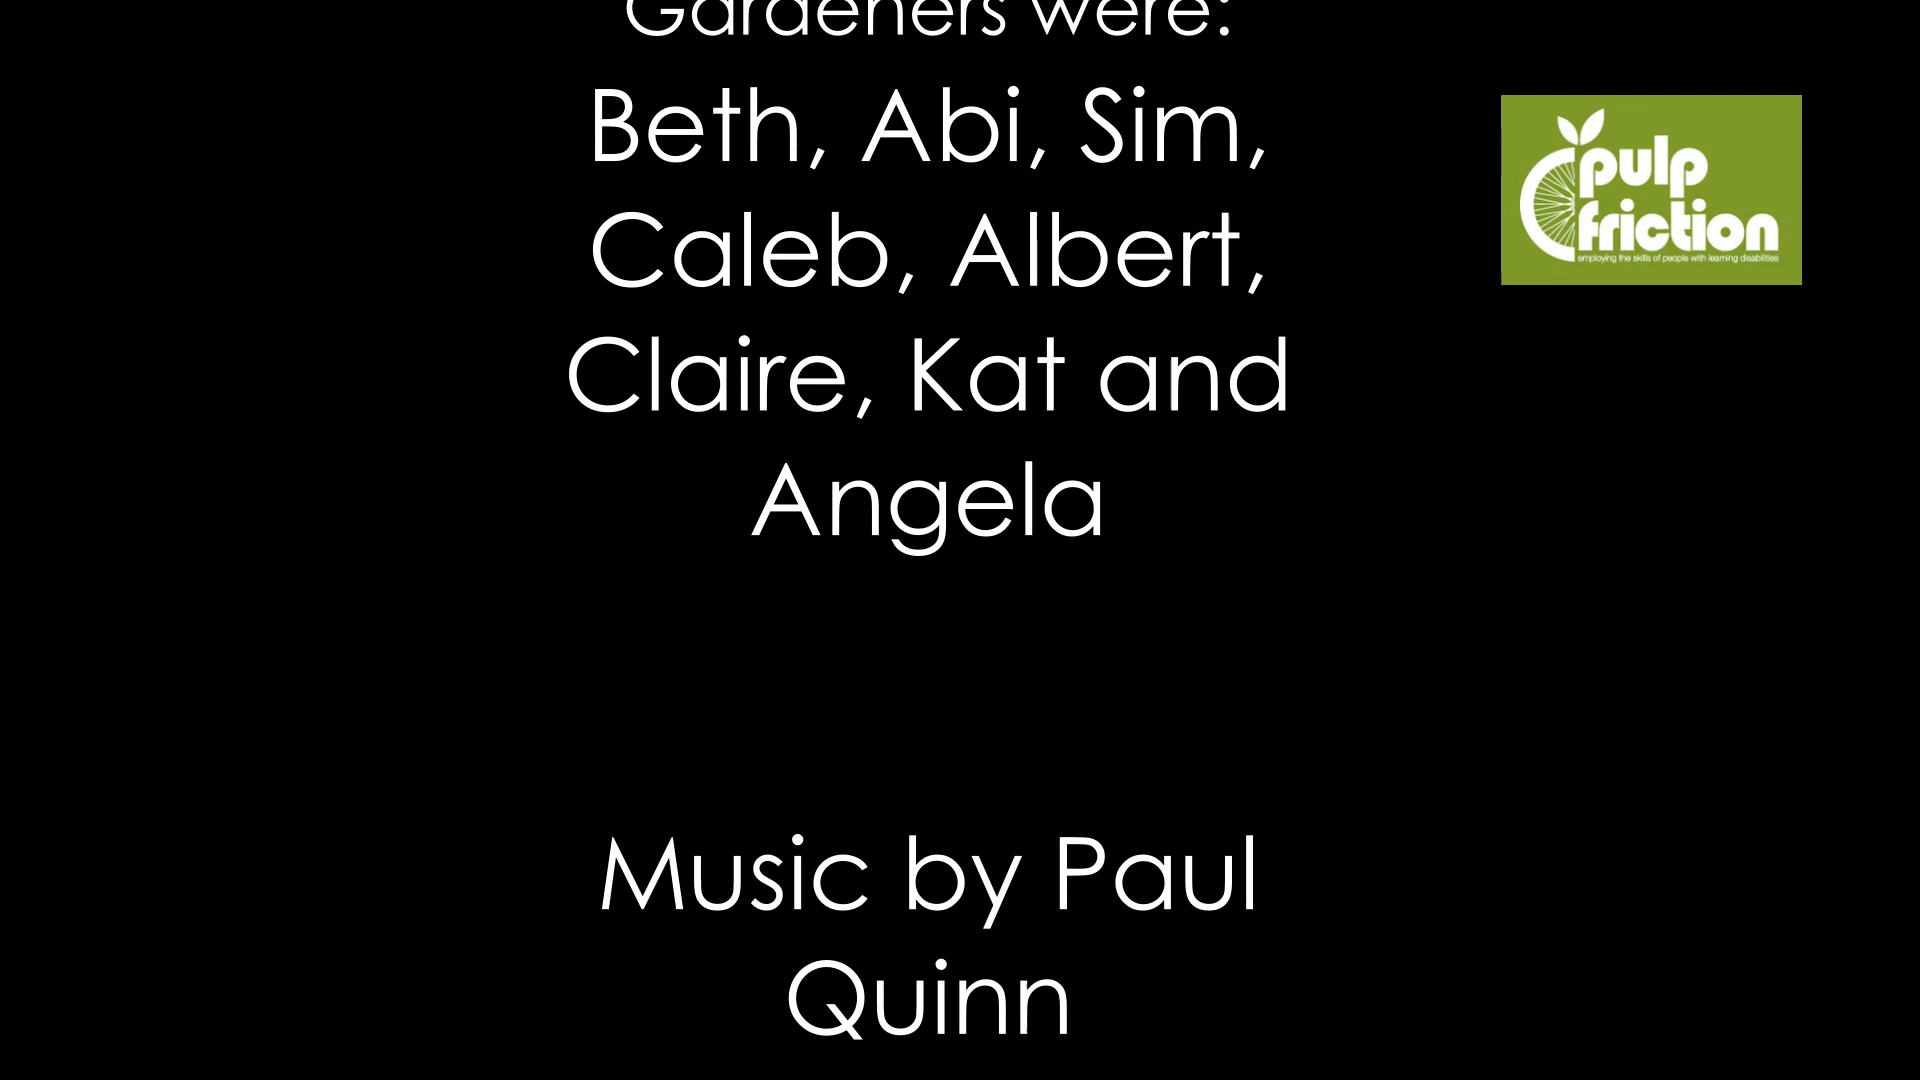 Gardeners were:
Beth, Abi, Sim,
Caleb, Albert,
Claire, Kat and
Angela
Music by Paul
Quinn
pulp
friction
employing the skills of people with learning disabilities